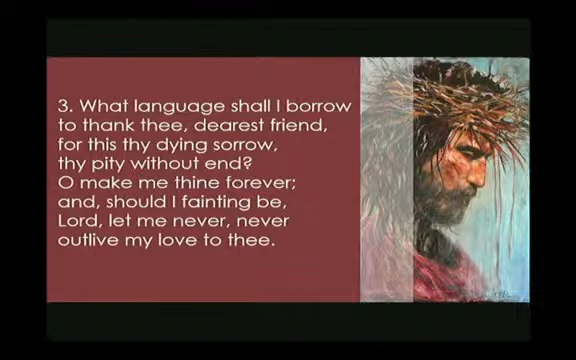 3. What language shall I borrow
to thank thee, dearest friend,
for this thy dying sorrow,
thy pity without end?
O make me thine forever;
and, should I fainting be,
Lord, let me never, never
outlive my love to thee.